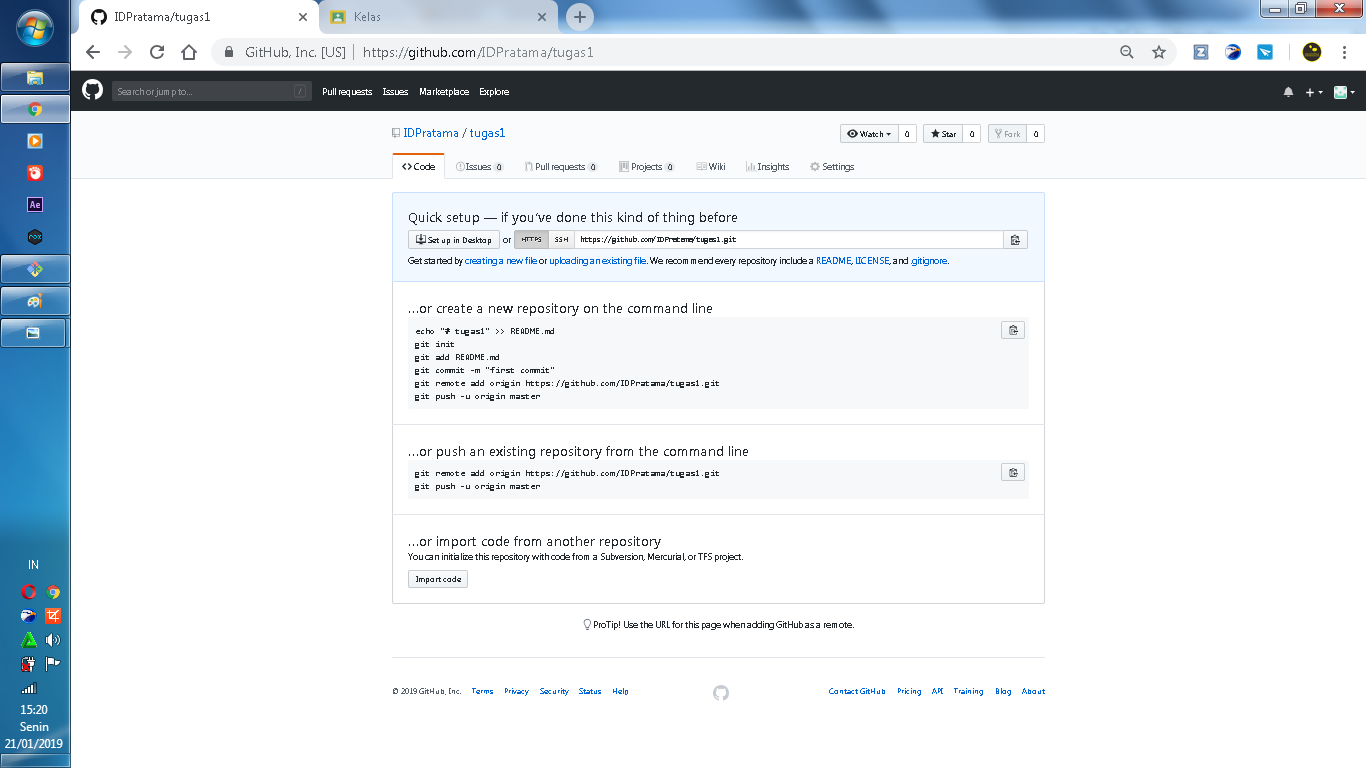 IDPratama/tugas1
Kelas
GitHub, Inc. [US] | https://github.com/IDPratama/tugas1
Search or jump to... /
Pull requests Issues Marketplace Explore
IDPratama / tugas1
Watch 0 Star 0 Fork 0
Code Issues 0 Pull requests 0 Projects 0 Wiki Insights Settings
Quick setup — if you've done this kind of thing before
Set up in Desktop or HTTPS SSH https://github.com/IDPratama/tugas1.git
Get started by creating a new file or uploading an existing file. We recommend every repository include a README, LICENSE, and .gitignore.
...or create a new repository on the command line
echo "# tugas1" >> README.md
git init
git add README.md
git commit -m "first commit"
git remote add origin https://github.com/IDPratama/tugas1.git
git push -u origin master
...or push an existing repository from the command line
git remote add origin https://github.com/IDPratama/tugas1.git
git push -u origin master
...or import code from another repository
You can initialize this repository with code from a Subversion, Mercurial, or TFS project.
Import code
ProTip! Use the URL for this page when adding GitHub as a remote.
© 2019 GitHub, Inc. Terms Privacy Security Status Help
Contact GitHub Pricing API Training Blog About
Ae
nox
IN
15:20
Senin
21/01/2019